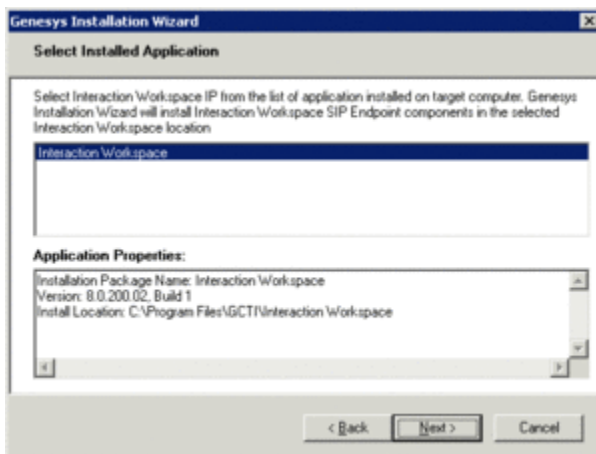 Genesys Installation Wizard
Select Installed Application
Select Interaction Workspace IP from the list of application installed on target computer. Genesys
Installation Wizard will install Interaction Workspace SIP Endpoint components in the selected
Interaction Workspace location
Interaction Workspace
Application Properties:
Installation Package Name: Interaction Workspace
Version: 8.0.200.02, Build 1
Install Location: C:\Program Files\GCTI\Interaction Workspace
< Back Next > Cancel